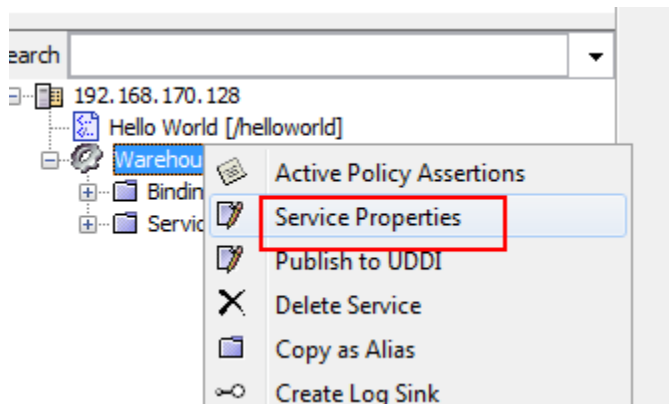 earch
192.168.170.128
Hello World [/helloworld]
Warehou
Bindin
Servic
Active Policy Assertions
Service Properties
Publish to UDDI
Delete Service
Copy as Alias
Create Log Sink